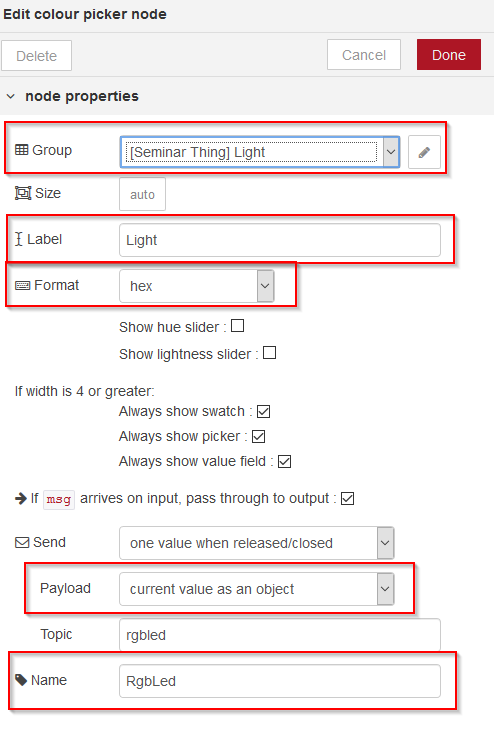 Edit colour picker node
Delete Cancel Done
node properties
Group [Seminar Thing] Light
Size auto
Label Light
Format hex
Show hue slider :
Show lightness slider :
If width is 4 or greater:
Always show swatch :
Always show picker :
Always show value field :
If msg arrives on input, pass through to output :
Send one value when released/closed
Payload current value as an object
Topic rgbled
Name RgbLed